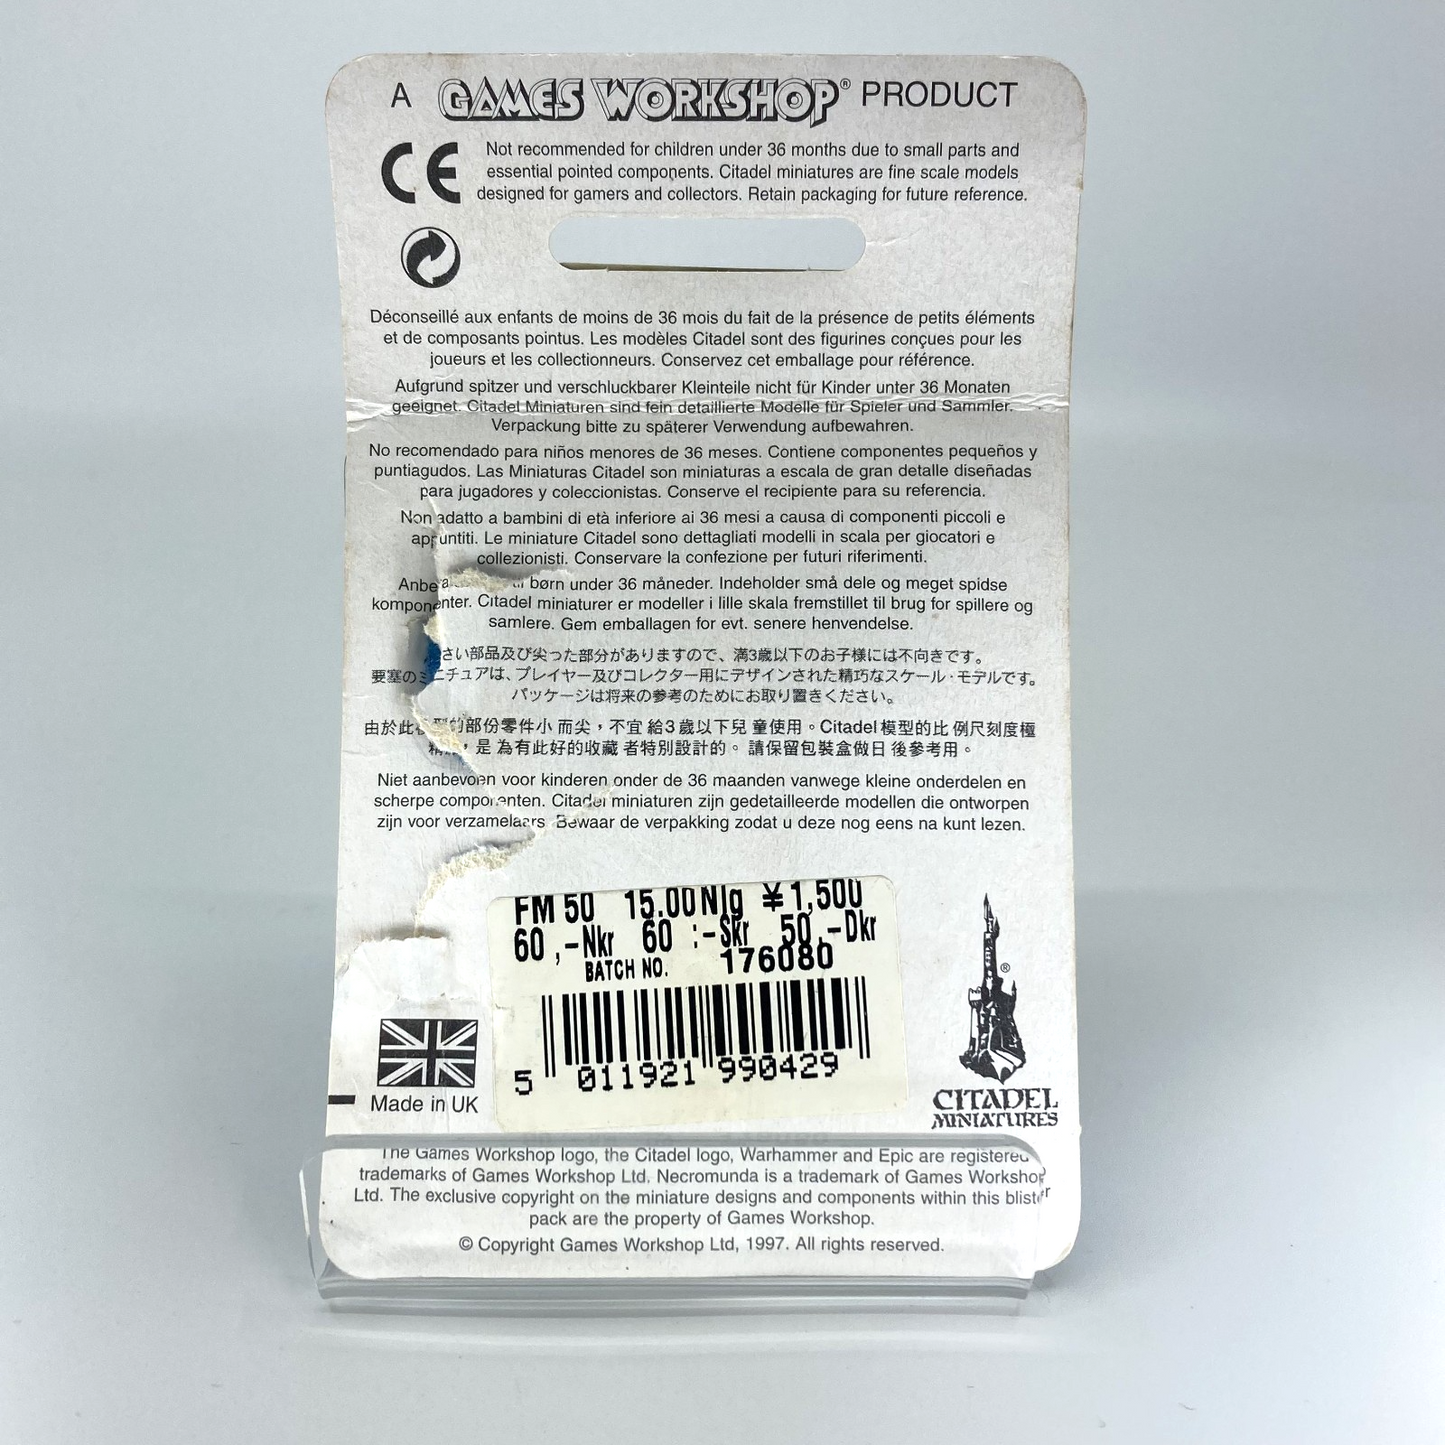 A GAMES WORKSHOP® PRODUCT
CE
Not recommended for children under 36 months due to small parts and
essential pointed components. Citadel miniatures are fine scale models
designed for gamers and collectors. Retain packaging for future reference.
Déconseillé aux enfants de moins de 36 mois du fait de la présence de petits éléments
et de composants pointus. Les modèles Citadel sont des figurines conçues pour les
joueurs et les collectionneurs. Conservez cet emballage pour référence.
Aufgrund spitzer und verschluckbarer Kleinteile nicht für Kinder unter 36 Monaten
geeignet. Citadel Miniaturen sind fein detaillierte Modelle für Spieler und Sammler.
Verpackung bitte zu späterer Verwendung aufbewahren.
No recomendado para niños menores de 36 meses. Contiene componentes pequeños y
puntiagudos. Las Miniaturas Citadel son miniaturas a escala de gran detalle diseñadas
para jugadores y coleccionistas. Conserve el recipiente para su referencia.
Non adatto a bambini di età inferiore ai 36 mesi a causa di componenti piccoli e
appuntiti. Le miniature Citadel sono dettagliati modelli in scala per giocatori e
collezionisti. Conservare la confezione per futuri riferimenti.
børn under 36 måneder. Indeholder små dele og meget spidse
komponenter. Citadel miniaturer er modeller i lille skala fremstillet til brug for spillere og
samlere. Gem emballagen for evt. senere henvendelse.
さい部品及び尖った部分がありますので、満3歳以下のお子様には不向きです。
要塞のミニチュアは、プレイヤー及びコレクター用にデザインされた精巧なスケール・モデルです。
パッケージは将来の参考のためにお取り置きください。
由於此 的部份零件小 而尖，不宜 給3歲以下兒 童使用。Citadel模型的比 例尺刻度極
是 為有此好的收藏 者特別設計的。 請保留包裝盒做日 後參考用。
Niet aanbevoen voor kinderen onder de 36 maanden vanwege kleine onderdelen en
scherpe componenten. Citadel miniaturen zijn gedetailleerde modellen die ontworpen
zijn voor verzamelaars. Bewaar de verpakking zodat u deze nog eens na kunt lezen.
FM 50 15.00 Nlg ¥1,500
60 ,-Nkr 60 :-Skr 50,-Dkr
BATCH NO. 176080
5 011921 990429
Made in UK
®
CITADEL
MINIATURES
The Games Workshop logo, the Citadel logo, Warhammer and Epic are registered
trademarks of Games Workshop Ltd. Necromunda is a trademark of Games Workshop
Ltd. The exclusive copyright on the miniature designs and components within this blister
pack are the property of Games Workshop.
© Copyright Games Workshop Ltd, 1997. All rights reserved.